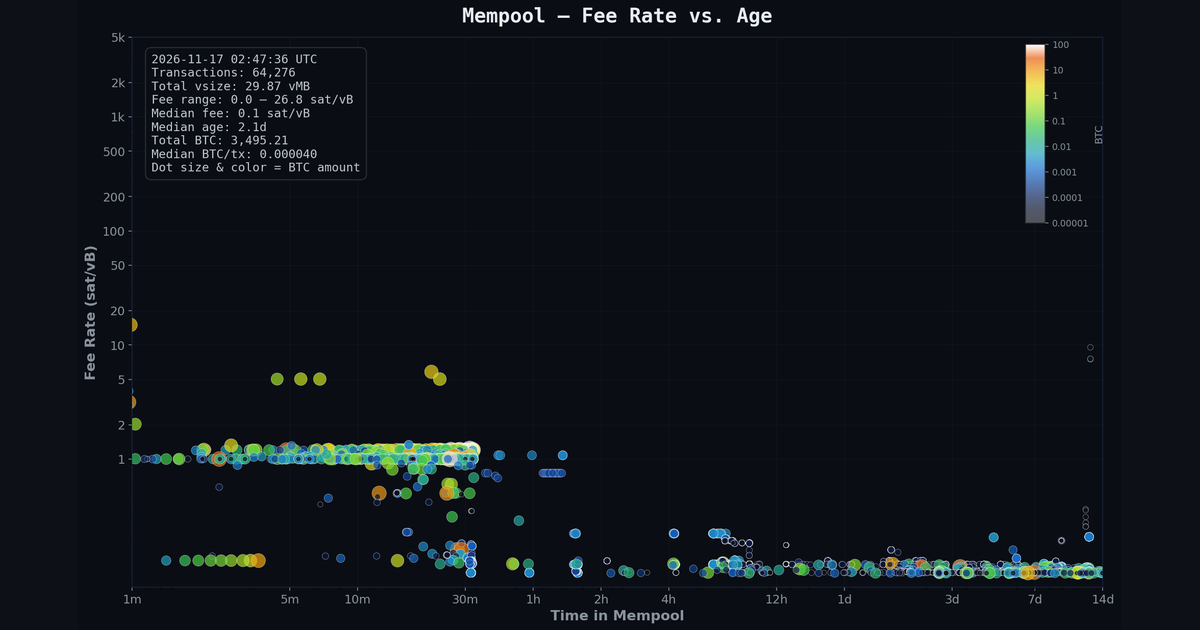 Mempool — Fee Rate vs. Age
2026-11-17 02:47:36 UTC
Transactions: 64,276
Total vsize: 29.87 vMB
Fee range: 0.0 — 26.8 sat/vB
Median fee: 0.1 sat/vB
Median age: 2.1d
Total BTC: 3,495.21
Median BTC/tx: 0.000040
Dot size & color = BTC amount
100
10
1
0.1
0.01
0.001
0.0001
0.00001
BTC
Fee Rate (sat/vB)
5k
2k
1k
500
200
100
50
20
10
5
2
1
1m
5m
10m
30m
1h
2h
4h
12h
1d
3d
7d
14d
Time in Mempool